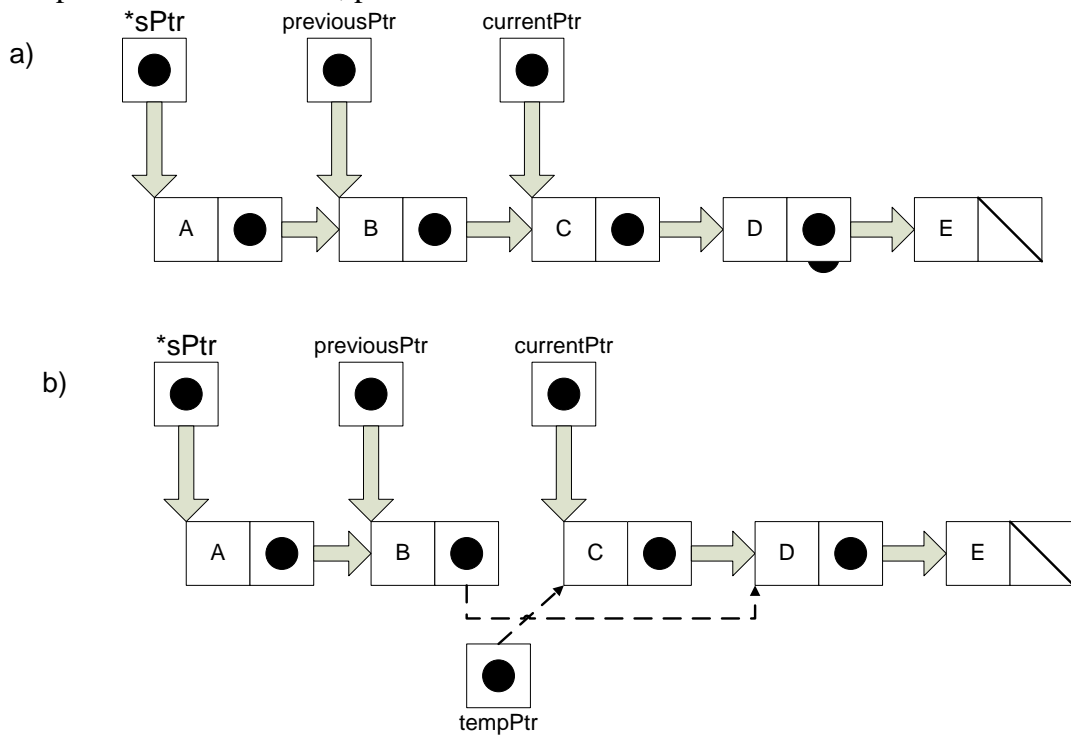 *sPtr previousPtr currentPtr
a)
A B C D E
*sPtr previousPtr currentPtr
b)
A B C D E
tempPtr